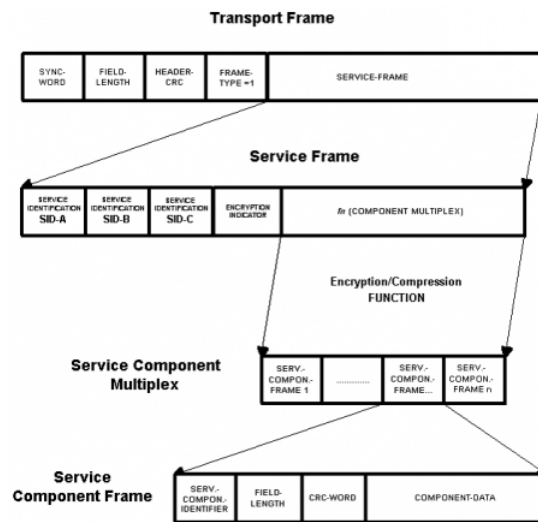 Transport Frame
SYNC-
WORD
FIELD-
LENGTH
HEADER-
CRC
FRAME-
TYPE =1
SERVICE-FRAME
Service Frame
SERVICE
IDENTIFICATION
SID-A
SERVICE
IDENTIFICATION
SID-B
SERVICE
IDENTIFICATION
SID-C
ENCRYPTION
INDICATOR
fn (COMPONENT MULTIPLEX)
Encryption/Compression
FUNCTION
Service Component
Multiplex
SERV.-
COMPON.-
FRAME 1
..............
SERV.-
COMPON.-
FRAME...
SERV.-
COMPON.-
FRAME n
Service
Component Frame
SERV.-
COMPON.-
IDENTIFIER
FIELD-
LENGTH
CRC-WORD
COMPONENT-DATA